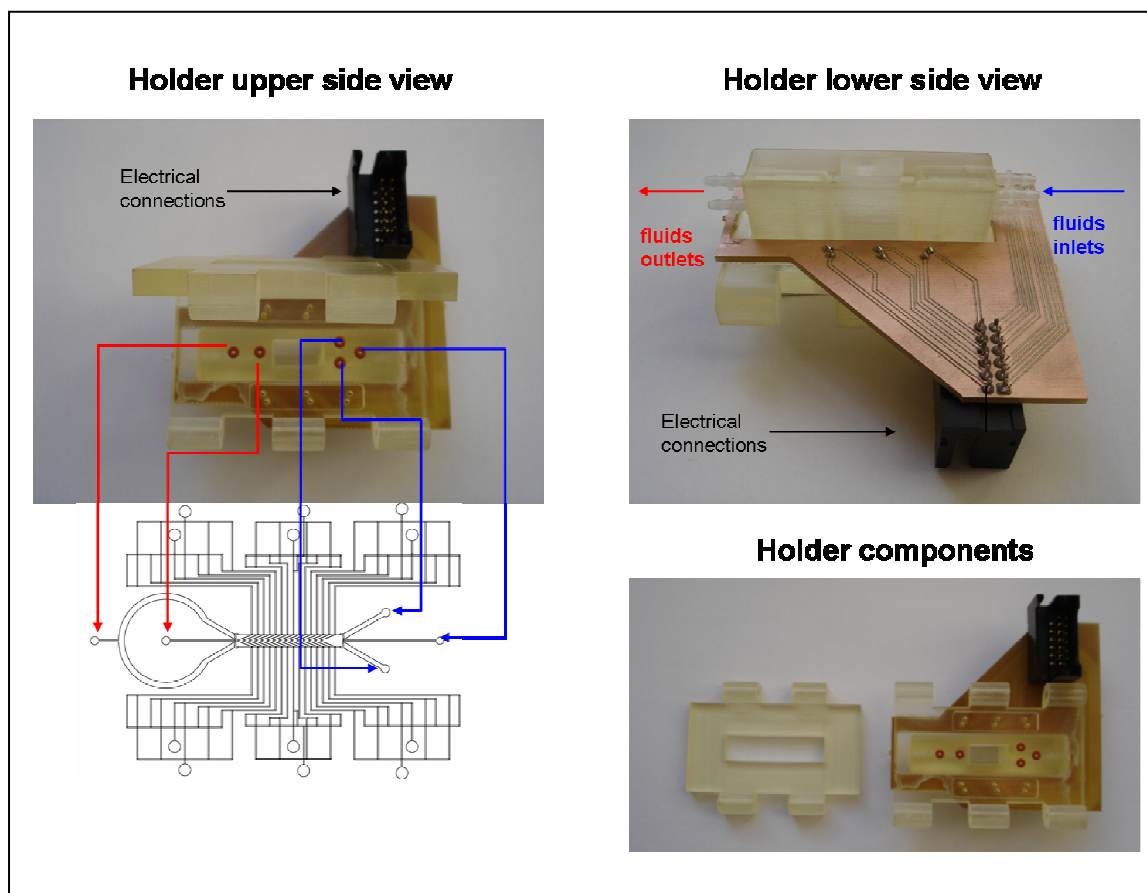 Holder upper side view
Electrical
connections
Holder lower side view
fluids
outlets
fluids
inlets
Electrical
connections
Holder components